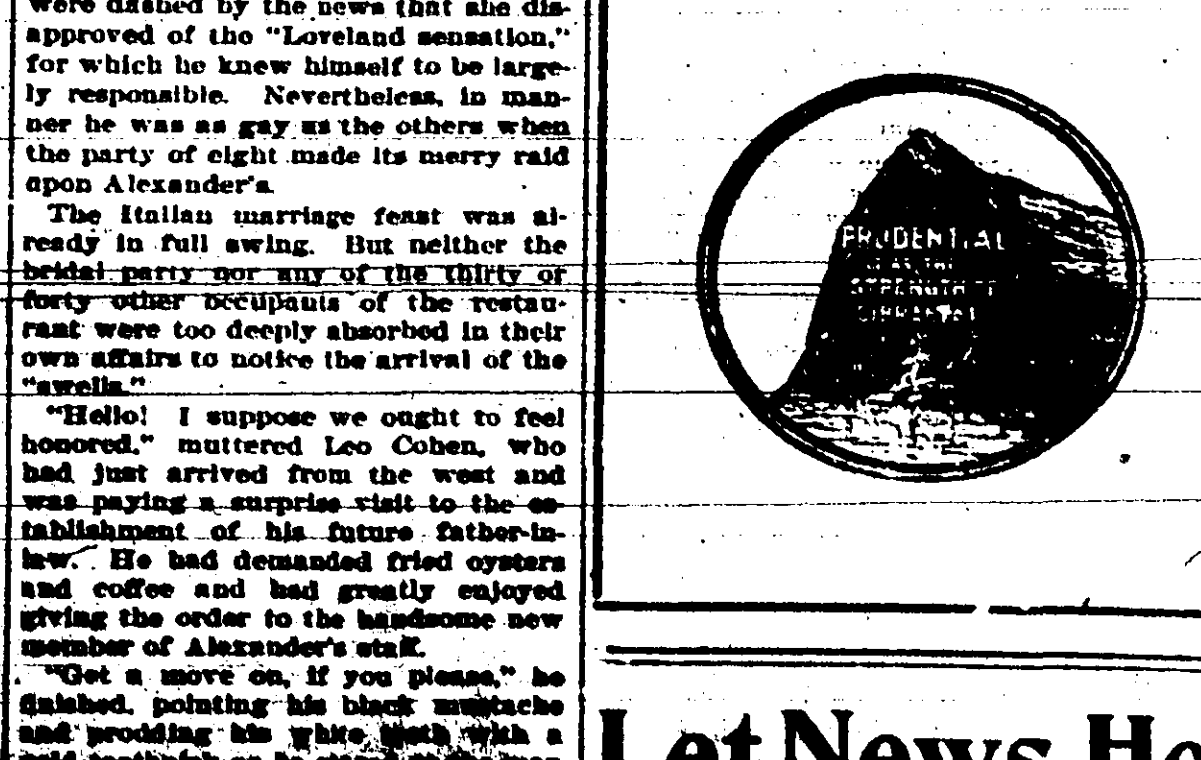 were dashed by the news that she dis-
approved of the "Loveland sensation,"
for which he knew himself to be large-
ly responsible. Nevertheless, in man-
ner he was as gay as the others when
the party of eight made its merry raid
upon Alexander's.
The Italian marriage feast was al-
ready in full swing. But neither the
bridal party nor any of the thirty or
forty other occupants of the restau-
rant were too deeply absorbed in their
own affairs to notice the arrival of the
"swells."
"Hello! I suppose we ought to feel
honored," muttered Leo Cohen, who
had just arrived from the west and
was paying a surprise visit to the es-
tablishment of his future father-in-
law. He had demanded fried oysters
and coffee and had greatly enjoyed
giving the order to the handsome new
member of Alexander's staff.
"Get a move on, if you please," he
finished, pointing his black mustache
and prodding his white teeth with a
PRUDENTIAL
HAS THE
STRENGTH OF
GIBRALTAR
Let News He